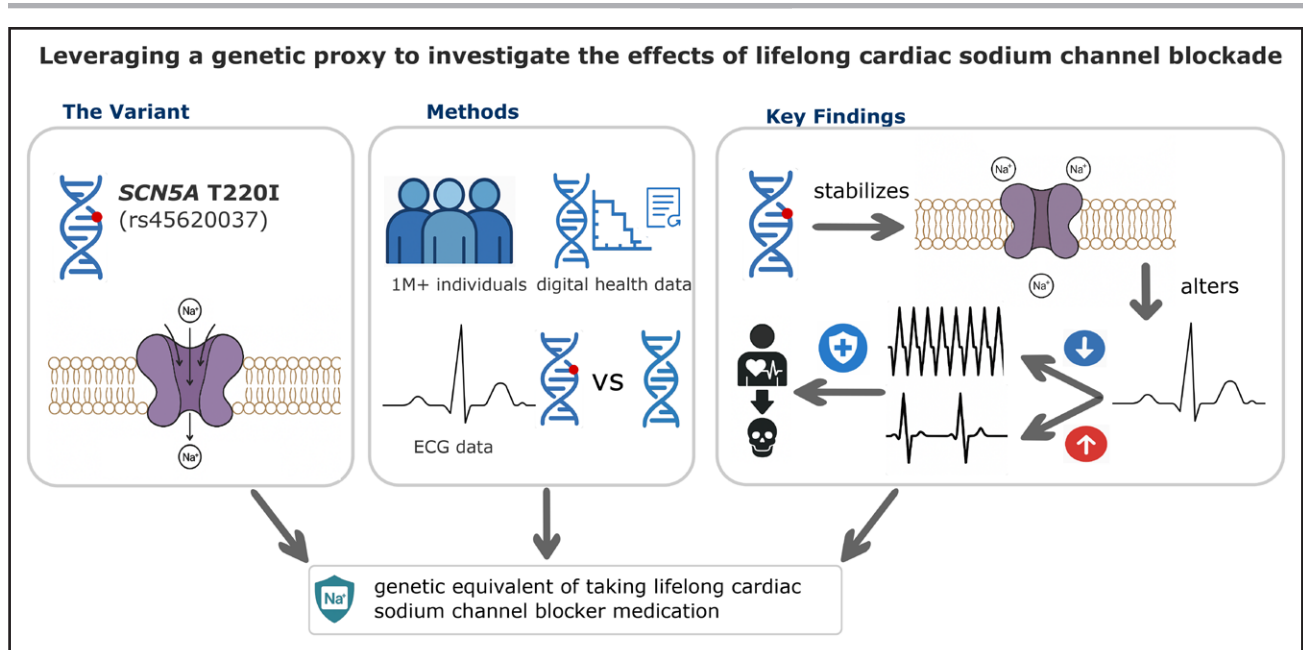 Leveraging a genetic proxy to investigate the effects of lifelong cardiac sodium channel blockade
The Variant
SCN5A T220I
(rs45620037)
Na⁺
Na⁺
Methods
1M+ individuals
digital health data
vs
ECG data
Key Findings
stabilizes
Na⁺
Na⁺
Na⁺
alters
Na⁺
genetic equivalent of taking lifelong cardiac
sodium channel blocker medication